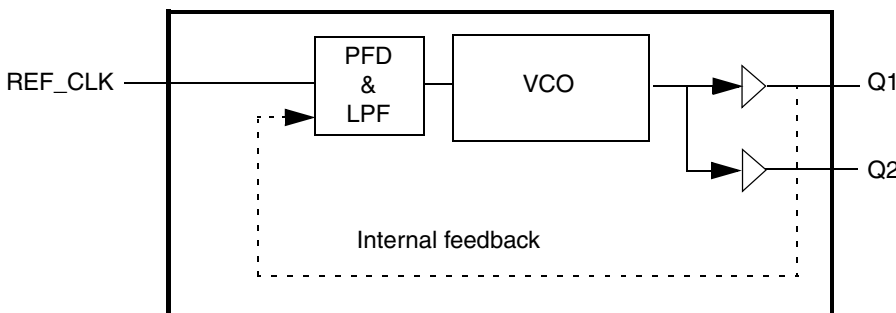 REF_CLK
PFD
&
LPF
VCO
Q1
Q2
Internal feedback